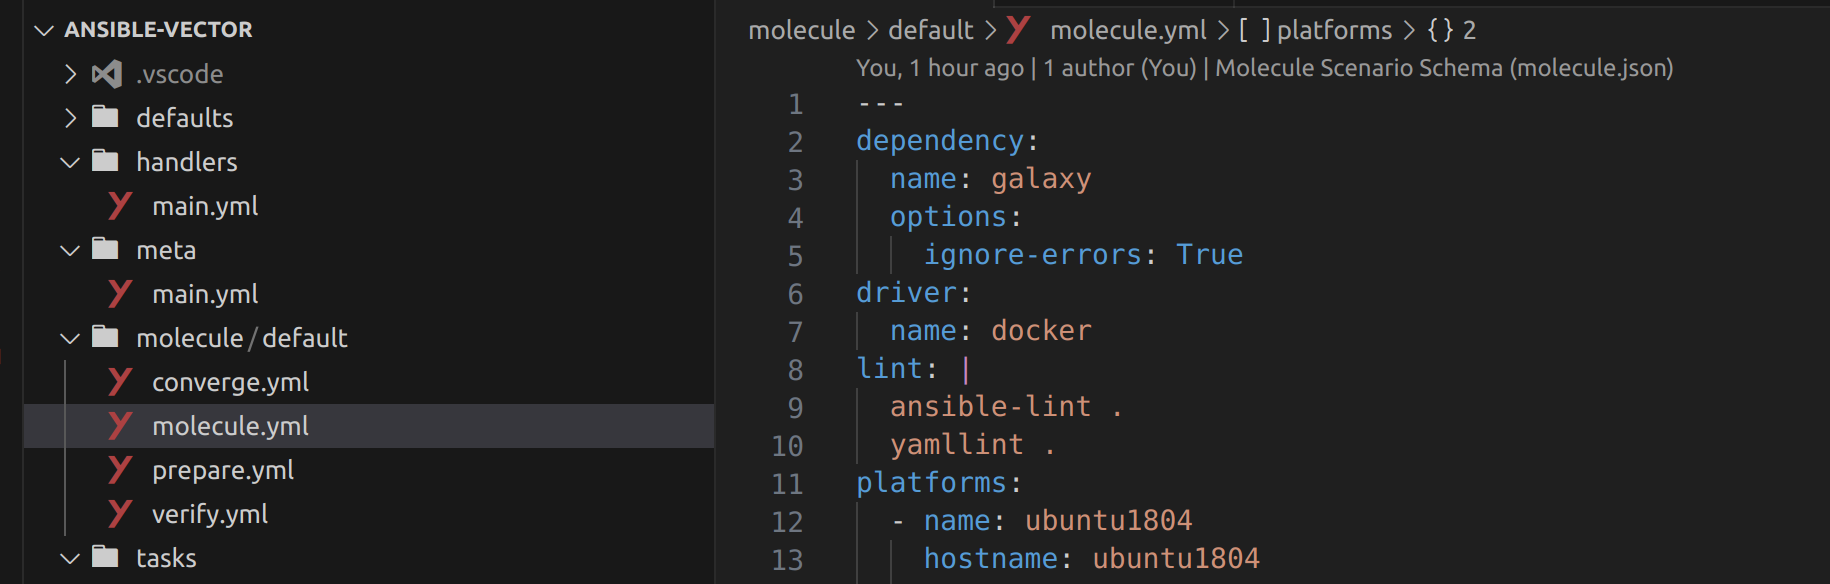 ANSIBLE-VECTOR
.vscode
defaults
handlers
main.yml
meta
main.yml
molecule/default
converge.yml
molecule.yml
prepare.yml
verify.yml
tasks
molecule > default > molecule.yml > [ ] platforms > {} 2
You, 1 hour ago | 1 author (You) | Molecule Scenario Schema (molecule.json)
1 ---
2 dependency:
3   name: galaxy
4   options:
5     ignore-errors: True
6 driver:
7   name: docker
8 lint: |
9   ansible-lint .
10   yamllint .
11 platforms:
12   - name: ubuntu1804
13     hostname: ubuntu1804